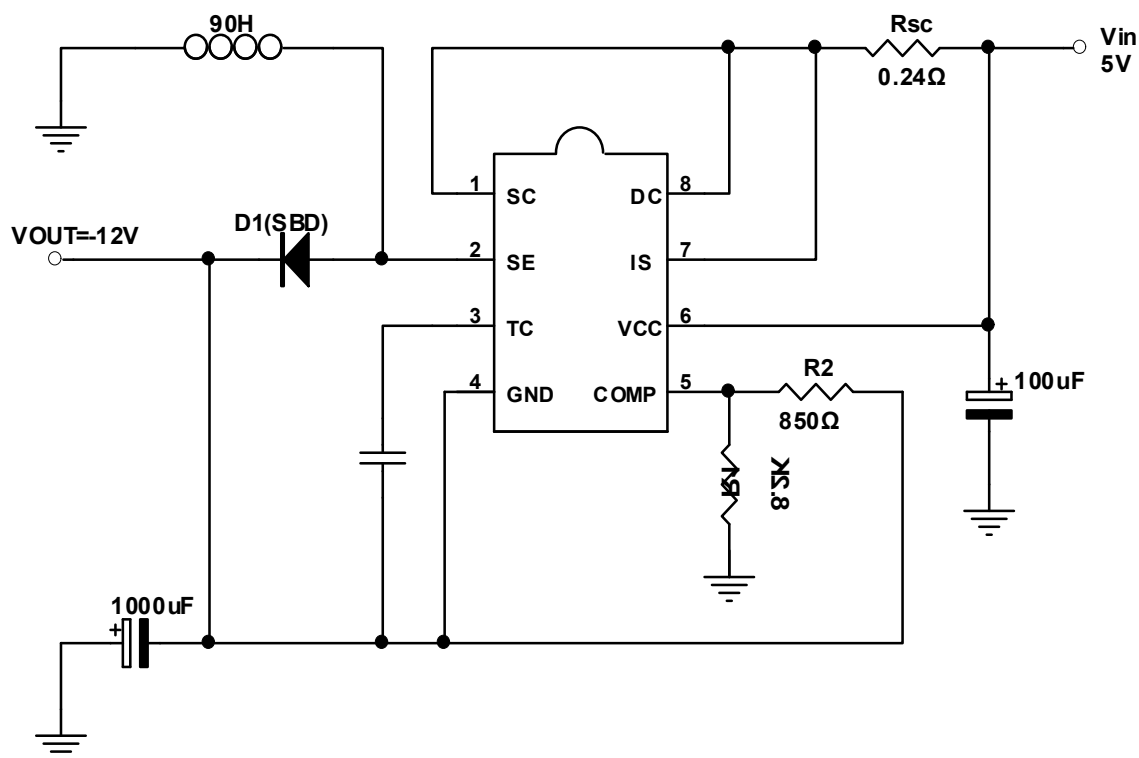 90H
Rsc
0.24Ω
Vin
5V
VOUT=-12V
D1(SBD)
1 SC DC 8
2 SE IS 7
3 TC VCC 6
4 GND COMP 5
R2
850Ω
+ 100uF
R1
8.2K
1000uF
+